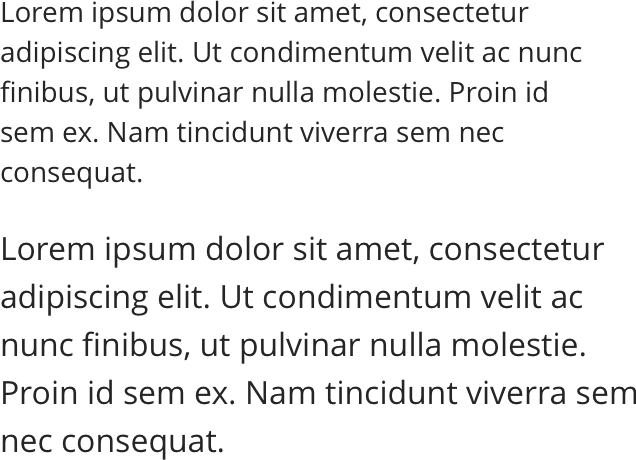 Lorem ipsum dolor sit amet, consectetur
adipiscing elit. Ut condimentum velit ac nunc
finibus, ut pulvinar nulla molestie. Proin id
sem ex. Nam tincidunt viverra sem nec
consequat.
Lorem ipsum dolor sit amet, consectetur
adipiscing elit. Ut condimentum velit ac
nunc finibus, ut pulvinar nulla molestie.
Proin id sem ex. Nam tincidunt viverra sem
nec consequat.